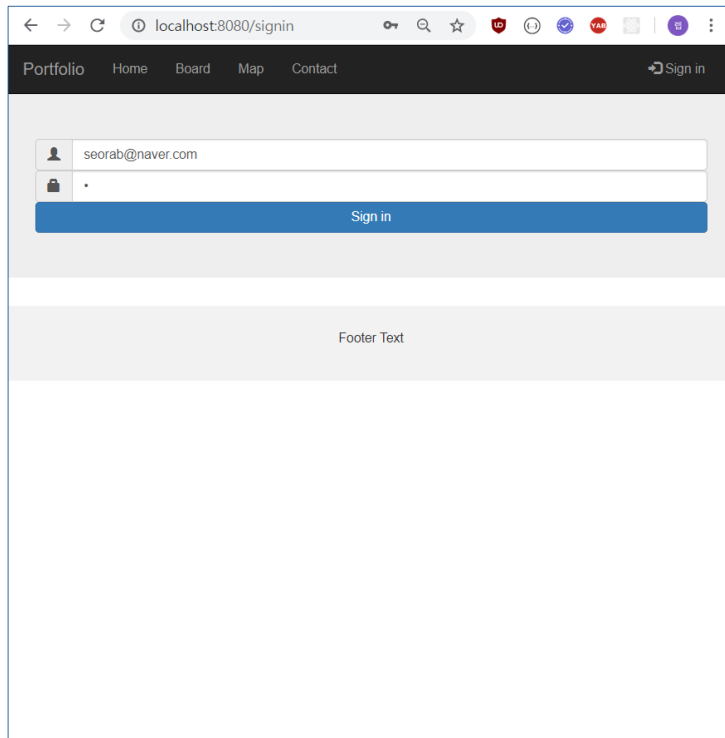 localhost:8080/signin
Portfolio Home Board Map Contact Sign in
seorab@naver.com
•
Sign in
Footer Text